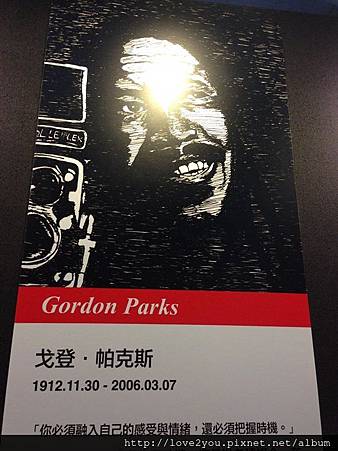 Gordon Parks
戈登．帕克斯
1912.11.30 - 2006.03.07
「你必須融入自己的感受與情緒，還必須把握時機。」
http://love2you.pixnet.net/album